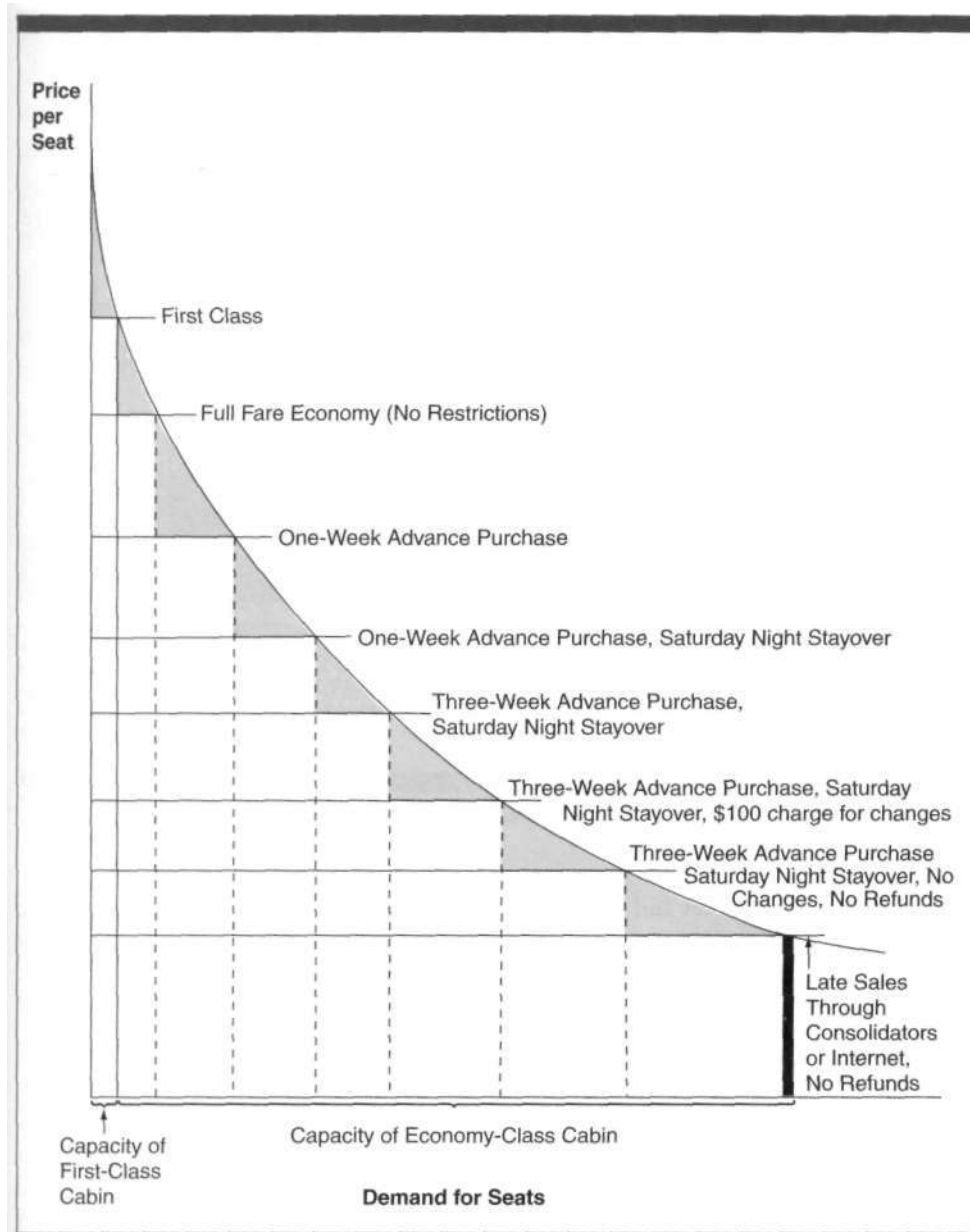 Price
per
Seat
First Class
Full Fare Economy (No Restrictions)
One-Week Advance Purchase
One-Week Advance Purchase, Saturday Night Stayover
Three-Week Advance Purchase,
Saturday Night Stayover
Three-Week Advance Purchase, Saturday
Night Stayover, $100 charge for changes
Three-Week Advance Purchase
Saturday Night Stayover, No
Changes, No Refunds
Late Sales
Through
Consolidators
or Internet,
No Refunds
Capacity of
First-Class
Cabin
Capacity of Economy-Class Cabin
Demand for Seats